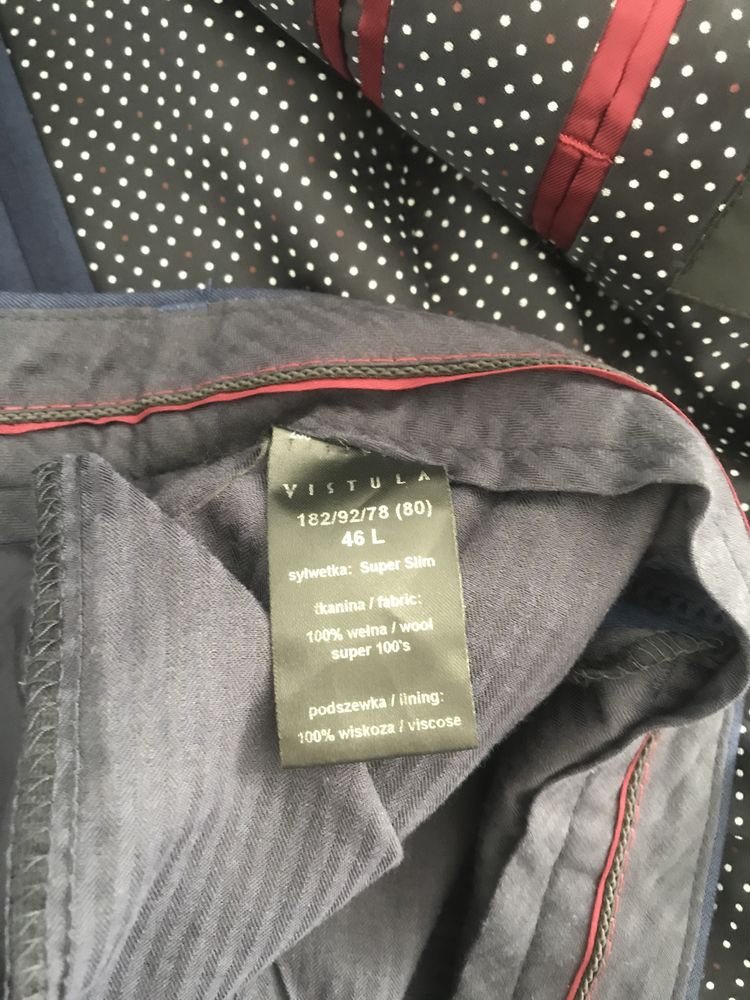 VISTULA
182/92/78 (80)
46 L
sylwetka: Super Slim
tkanina / fabric:
100% wełna / wool
super 100's
podszewka / ilning:
100% wiskoza / viscose